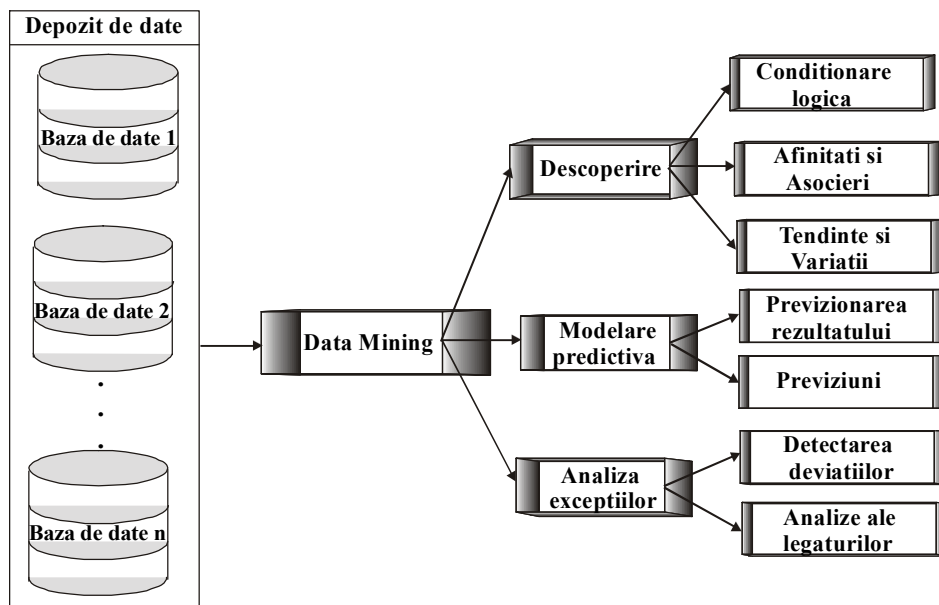 Depozit de date
Baza de date 1
Baza de date 2
.
.
.
Baza de date n
Data Mining
Descoperire
Modelare
predictiva
Analiza
exceptiilor
Conditionare
logica
Afinitati si
Asocieri
Tendinte si
Variatii
Previzionarea
rezultatului
Previziuni
Detectarea
deviatiilor
Analize ale
legaturilor